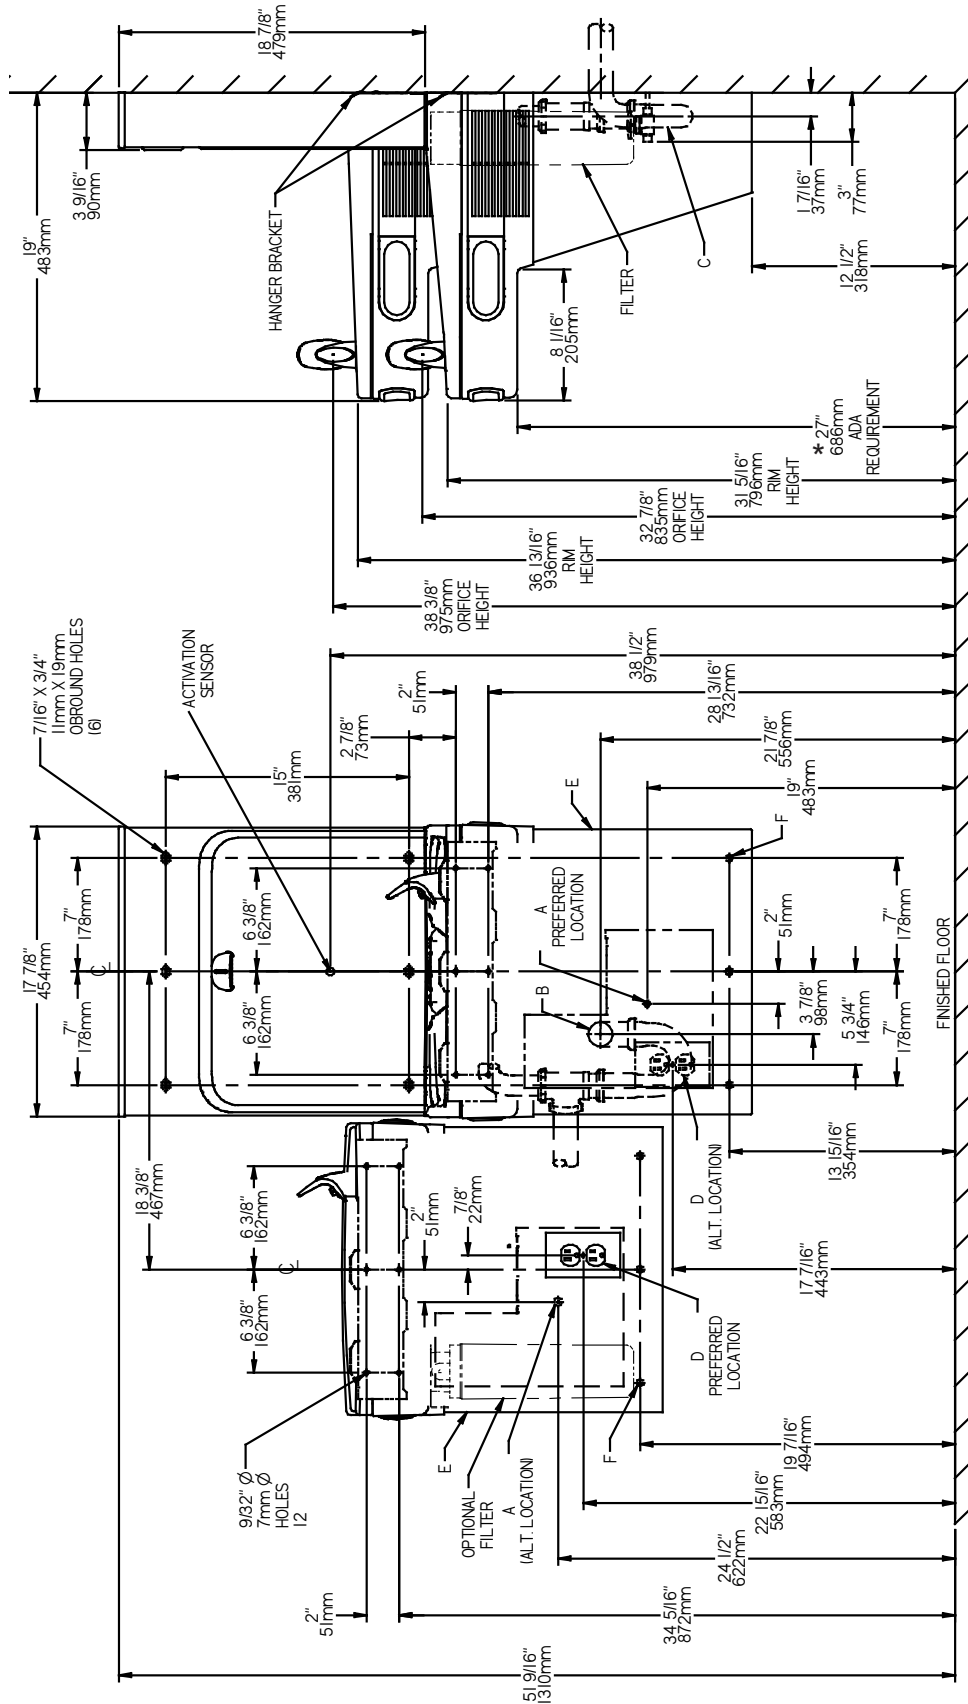 51 9/16"
1310mm
2"
51mm
34 5/16"
872mm
24 1/2"
622mm
22 15/16"
583mm
19 7/16"
494mm
17 7/16"
443mm
13 15/16"
354mm
9/32" Ø
7mm Ø
HOLES
12
E
OPTIONAL
FILTER
A
(ALT. LOCATION)
F
D
PREFERRED
LOCATION
D
(ALT. LOCATION)
6 3/8"
162mm
6 3/8"
162mm
18 3/8"
467mm
2"
51mm
7/8"
22mm
17 7/8"
454mm
7"
178mm
7"
178mm
6 3/8"
162mm
6 3/8"
162mm
B
A
PREFERRED
LOCATION
E
F
2"
51mm
3 7/8"
98mm
5 3/4"
146mm
7"
178mm
7"
178mm
FINISHED FLOOR
7/16" X 3/4"
11mm X 19mm
OBROUND HOLES
(6)
ACTIVATION
SENSOR
15"
381mm
2 7/8"
73mm
2"
51mm
38 1/2"
979mm
28 13/16"
732mm
21 7/8"
556mm
19"
483mm
38 3/8"
975mm
ORIFICE
HEIGHT
36 13/16"
936mm
RIM
HEIGHT
32 7/8"
835mm
ORIFICE
HEIGHT
31 5/16"
796mm
RIM
HEIGHT
* 27"
686mm
ADA
REQUIREMENT
19"
483mm
3 9/16"
90mm
18 7/8"
479mm
HANGER BRACKET
8 1/16"
205mm
FILTER
C
1 7/16"
37mm
3"
77mm
12 1/2"
318mm